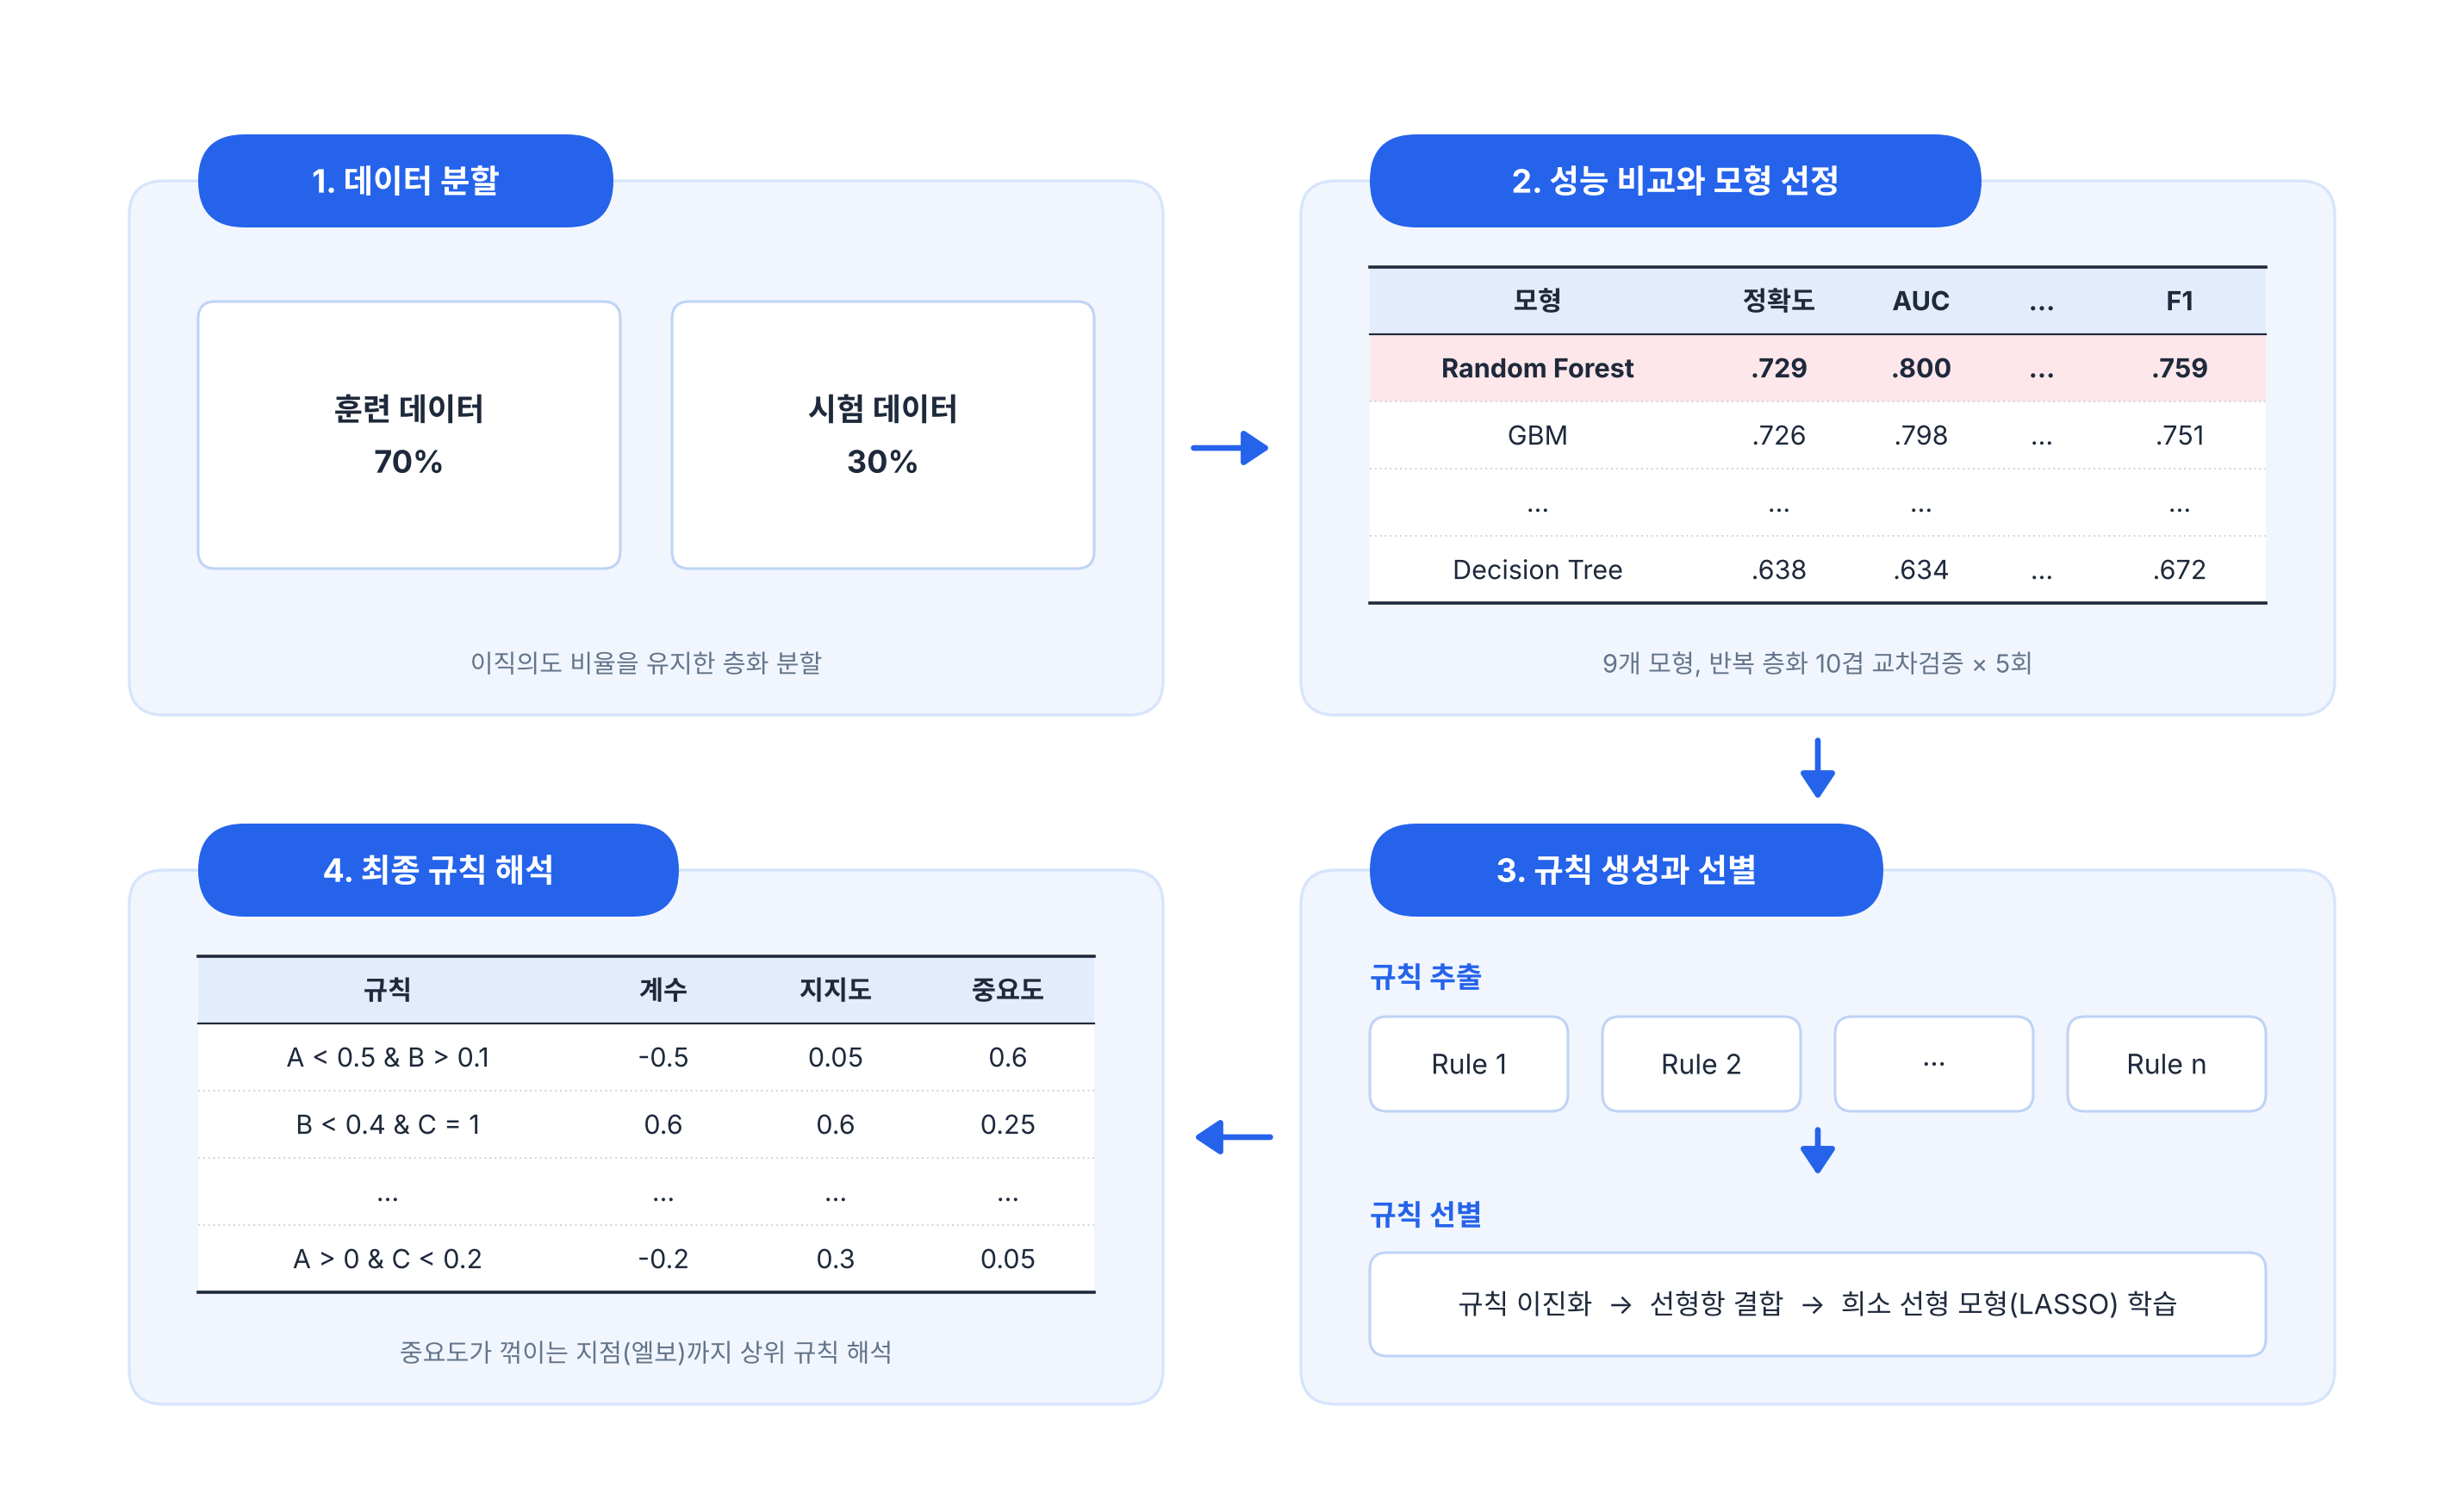 1. 데이터 분할
훈련 데이터
70%
시험 데이터
30%
이직의도 비율을 유지한 층화 분할
2. 성능 비교와 모형 선정
모형 정확도 AUC ... F1
Random Forest .729 .800 ... .759
GBM .726 .798 ... .751
... ... ... ...
Decision Tree .638 .634 ... .672
9개 모형, 반복 층화 10겹 교차검증 × 5회
3. 규칙 생성과 선별
규칙 추출
Rule 1 Rule 2 ... Rule n
규칙 선별
규칙 이진화 → 선형항 결합 → 희소 선형 모형(LASSO) 학습
4. 최종 규칙 해석
규칙 계수 지지도 중요도
A < 0.5 & B > 0.1 -0.5 0.05 0.6
B < 0.4 & C = 1 0.6 0.6 0.25
... ... ... ...
A > 0 & C < 0.2 -0.2 0.3 0.05
중요도가 꺾이는 지점(엘보)까지 상위 규칙 해석